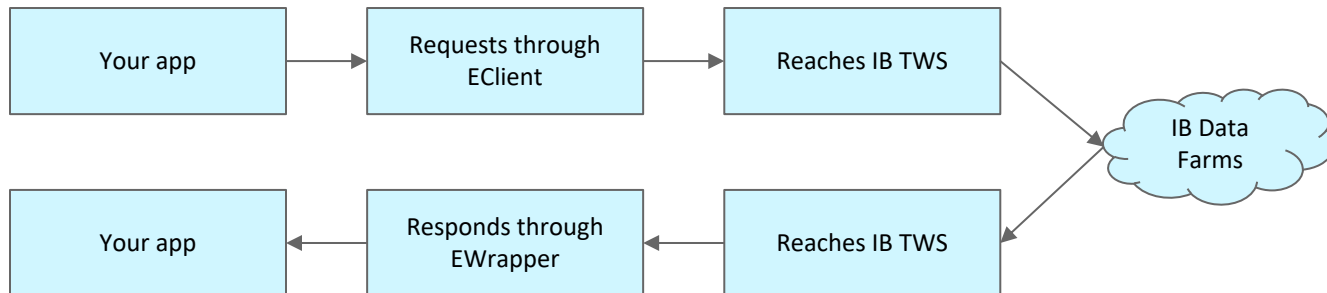 Your app
Requests through
EClient
Reaches IB TWS
IB Data
Farms
Your app
Responds through
EWrapper
Reaches IB TWS